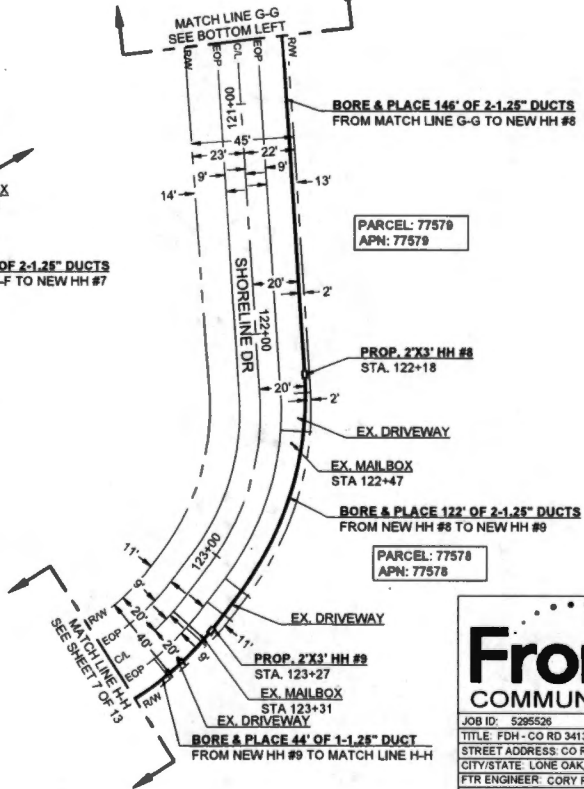 MATCH LINE G-G
SEE BOTTOM LEFT
R/W
EOP
C/L
EOP
R/W
121+00
BORE & PLACE 146' OF 2-1.25" DUCTS
FROM MATCH LINE G-G TO NEW HH #8
45'
23'
22'
9'
9'
14'
13'
X
PARCEL: 77579
APN: 77579
OF 2-1.25" DUCTS
-F TO NEW HH #7
SHORELINE DR
20'
2'
122+00
PROP. 2'X3' HH #8
STA. 122+18
20'
2'
EX. DRIVEWAY
EX. MAILBOX
STA 122+47
BORE & PLACE 122' OF 2-1.25" DUCTS
FROM NEW HH #8 TO NEW HH #9
PARCEL: 77578
APN: 77578
123+00
11'
9'
20'
40'
20'
9'
11'
R/W
EOP
C/L
EOP
R/W
MATCH LINE H-H
SEE SHEET 7 OF 13
EX. DRIVEWAY
PROP. 2'X3' HH #9
STA. 123+27
EX. MAILBOX
STA 123+31
EX. DRIVEWAY
BORE & PLACE 44' OF 1-1.25" DUCT
FROM NEW HH #9 TO MATCH LINE H-H
Fro
COMMUN
JOB ID: 5295526
TITLE: FDH - CO RD 3413
STREET ADDRESS: CO R
CITY/STATE: LONE OAK,
FTR ENGINEER: CORY